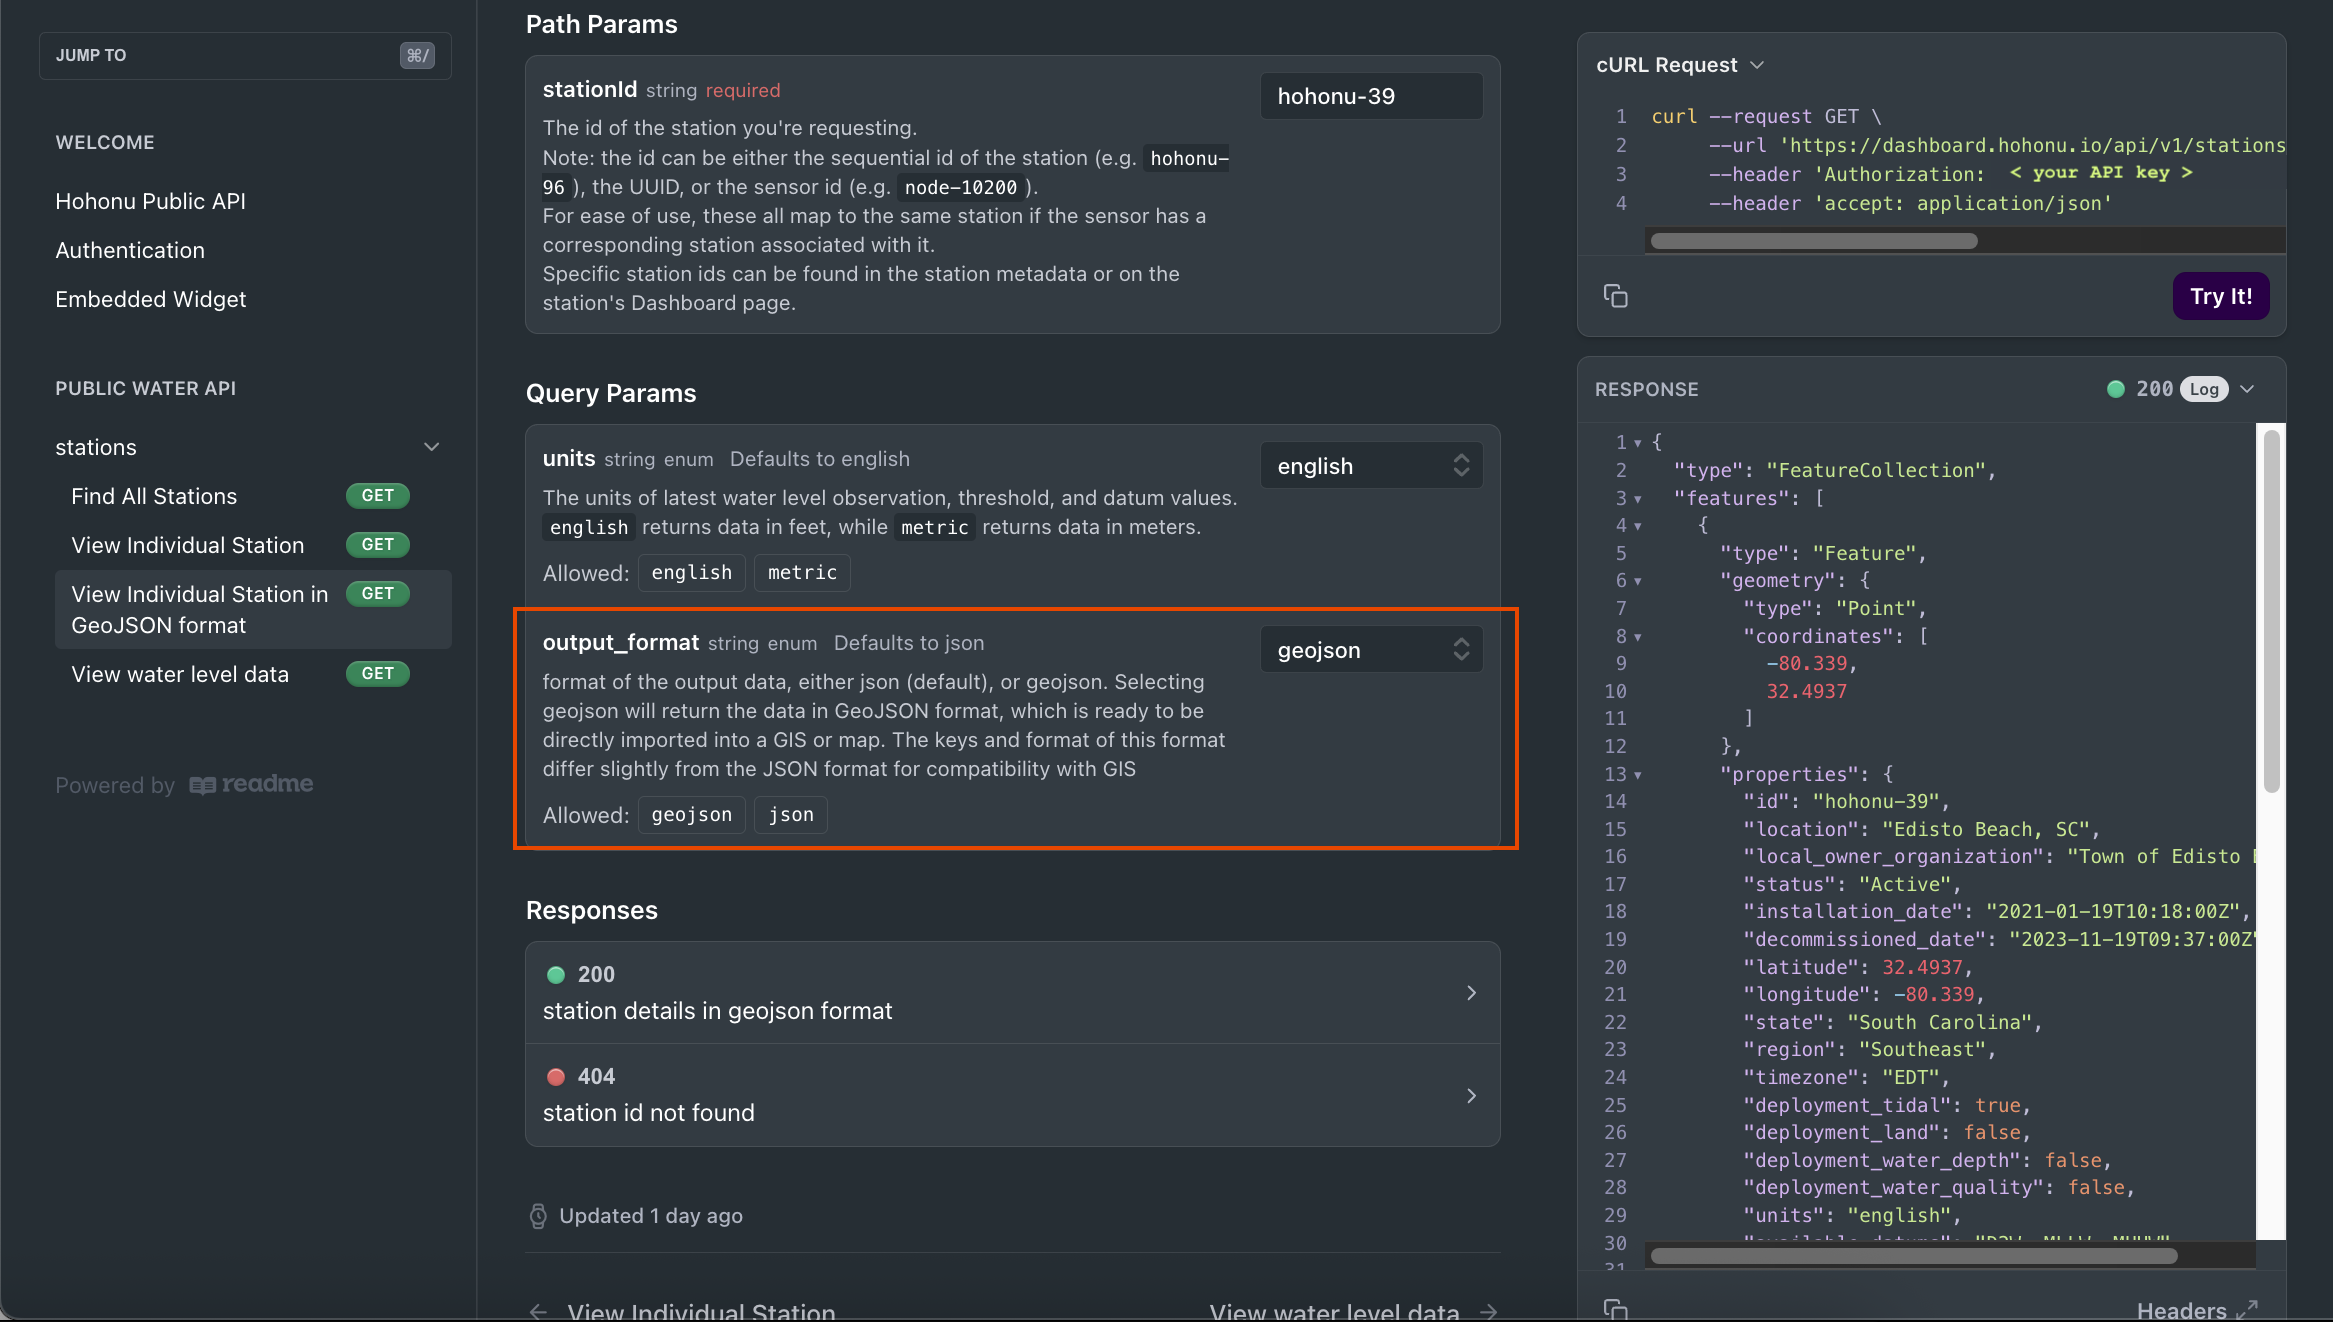 JUMP TO ⌘/
WELCOME
Hohonu Public API
Authentication
Embedded Widget
PUBLIC WATER API
stations
Find All Stations GET
View Individual Station GET
View Individual Station in GET
GeoJSON format
View water level data GET
Powered by readme
Path Params
stationId string required
hohonu-39
The id of the station you're requesting.
Note: the id can be either the sequential id of the station (e.g. hohonu-
96 ), the UUID, or the sensor id (e.g. node-10200 ).
For ease of use, these all map to the same station if the sensor has a
corresponding station associated with it.
Specific station ids can be found in the station metadata or on the
station's Dashboard page.
Query Params
units string enum Defaults to english
english
The units of latest water level observation, threshold, and datum values.
english returns data in feet, while metric returns data in meters.
Allowed: english metric
output_format string enum Defaults to json
geojson
format of the output data, either json (default), or geojson. Selecting
geojson will return the data in GeoJSON format, which is ready to be
directly imported into a GIS or map. The keys and format of this format
differ slightly from the JSON format for compatibility with GIS
Allowed: geojson json
Responses
200
station details in geojson format
404
station id not found
Updated 1 day ago
← View Individual Station
View water level data →
cURL Request
1 curl --request GET \
2 --url 'https://dashboard.hohonu.io/api/v1/stations
3 --header 'Authorization: < your API key >
4 --header 'accept: application/json'
Try It!
RESPONSE 200 Log
1 {
2 "type": "FeatureCollection",
3 "features": [
4 {
5 "type": "Feature",
6 "geometry": {
7 "type": "Point",
8 "coordinates": [
9 -80.339,
10 32.4937
11 ]
12 },
13 "properties": {
14 "id": "hohonu-39",
15 "location": "Edisto Beach, SC",
16 "local_owner_organization": "Town of Edisto
17 "status": "Active",
18 "installation_date": "2021-01-19T10:18:00Z",
19 "decommissioned_date": "2023-11-19T09:37:00Z"
20 "latitude": 32.4937,
21 "longitude": -80.339,
22 "state": "South Carolina",
23 "region": "Southeast",
24 "timezone": "EDT",
25 "deployment_tidal": true,
26 "deployment_land": false,
27 "deployment_water_depth": false,
28 "deployment_water_quality": false,
29 "units": "english",
30
31
Headers